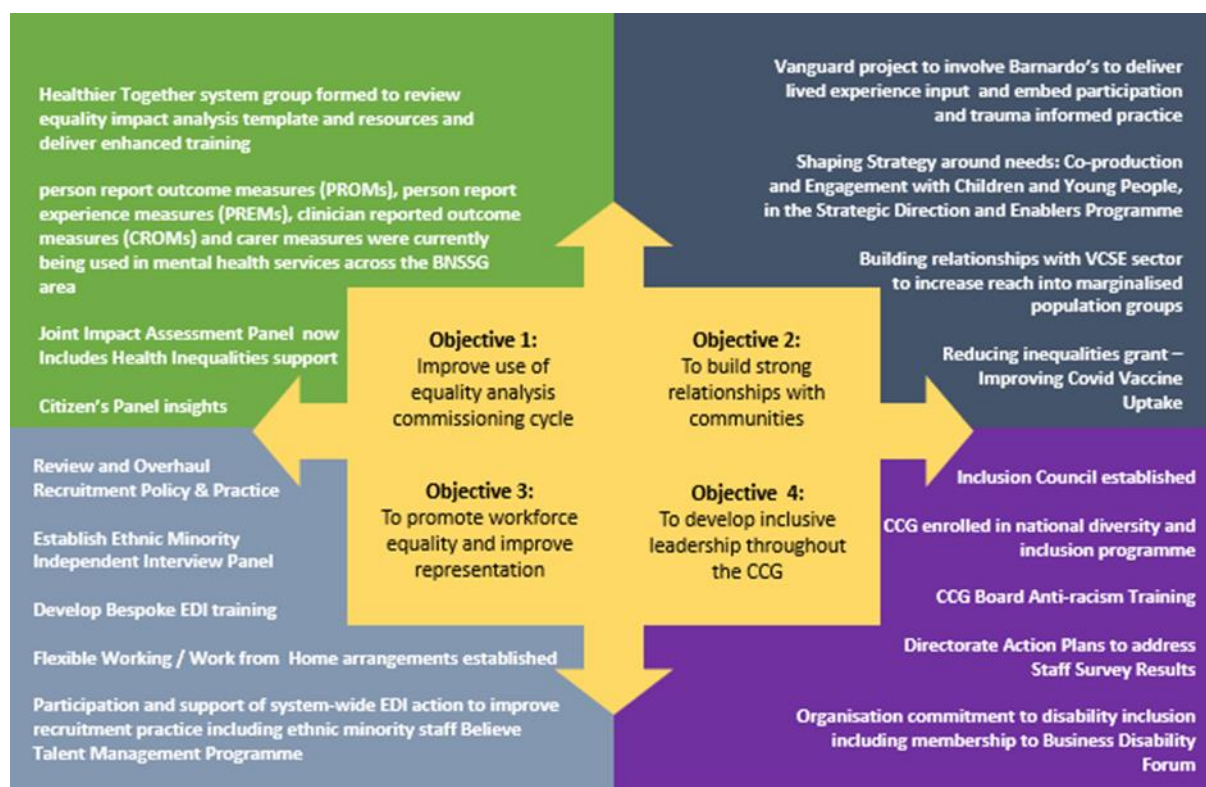 Healthier Together system group formed to review
equality impact analysis template and resources and
deliver enhanced training
person report outcome measures (PROMs), person report
experience measures (PREMs), clinician reported outcome
measures (CROMs) and carer measures were currently
being used in mental health services across the BNSSG
area
Joint Impact Assessment Panel now
Includes Health Inequalities support
Citizen's Panel insights
Vanguard project to involve Barnardo's to deliver
lived experience input and embed participation
and trauma informed practice
Shaping Strategy around needs: Co-production
and Engagement with Children and Young People,
in the Strategic Direction and Enablers Programme
Building relationships with VCSE sector
to increase reach into marginalised
population groups
Reducing inequalities grant –
Improving Covid Vaccine
Uptake
Objective 1:
Improve use of
equality analysis
commissioning cycle
Objective 2:
To build strong
relationships with
communities
Objective 3:
To promote workforce
equality and improve
representation
Objective 4:
To develop inclusive
leadership throughout
the CCG
Review and Overhaul
Recruitment Policy & Practice
Establish Ethnic Minority
Independent Interview Panel
Develop Bespoke EDI training
Flexible Working / Work from Home arrangements established
Participation and support of system-wide EDI action to improve
recruitment practice including ethnic minority staff Believe
Talent Management Programme
Inclusion Council established
CCG enrolled in national diversity and
inclusion programme
CCG Board Anti-racism Training
Directorate Action Plans to address
Staff Survey Results
Organisation commitment to disability inclusion
including membership to Business Disability
Forum